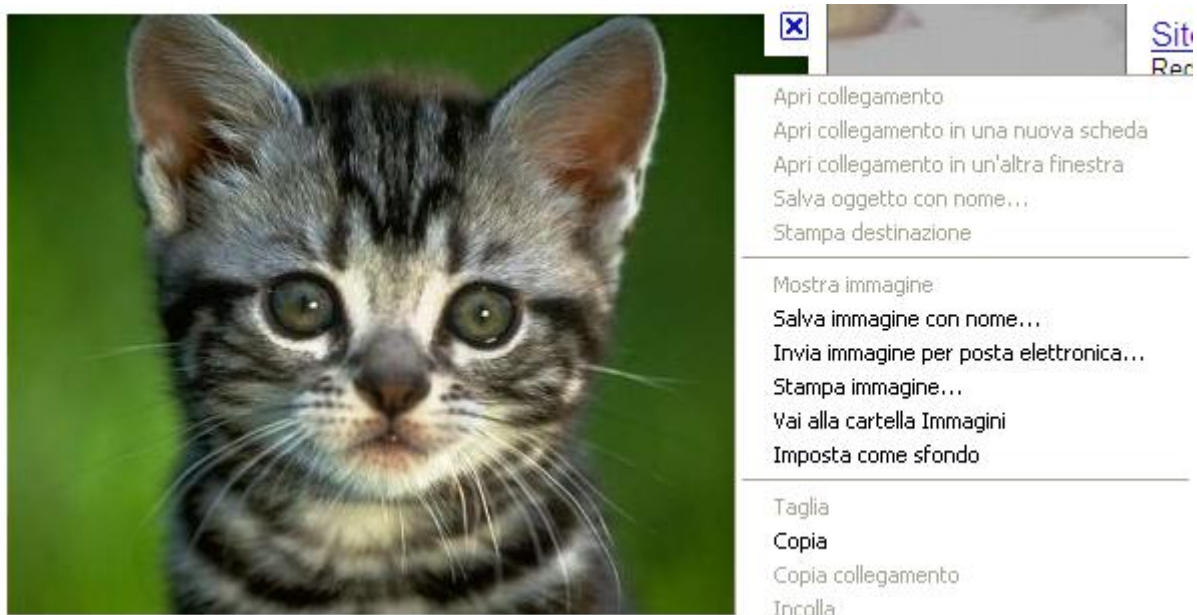 Apri collegamento
Apri collegamento in una nuova scheda
Apri collegamento in un'altra finestra
Salva oggetto con nome...
Stampa destinazione
Mostra immagine
Salva immagine con nome...
Invia immagine per posta elettronica...
Stampa immagine...
Vai alla cartella Immagini
Imposta come sfondo
Taglia
Copia
Copia collegamento
Incolla